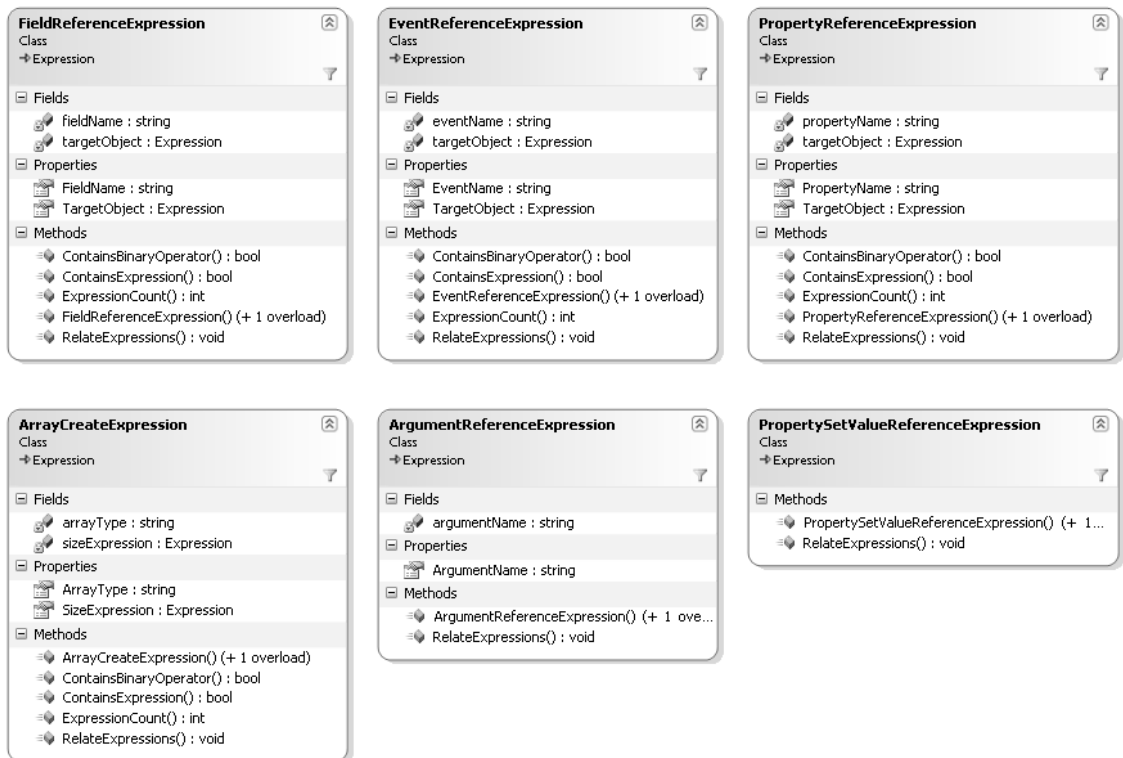 FieldReferenceExpression
Class
Expression
Fields
fieldName : string
targetObject : Expression
Properties
FieldName : string
TargetObject : Expression
Methods
ContainsBinaryOperator() : bool
ContainsExpression() : bool
ExpressionCount() : int
FieldReferenceExpression() (+ 1 overload)
RelateExpressions() : void
EventReferenceExpression
Class
Expression
Fields
eventName : string
targetObject : Expression
Properties
EventName : string
TargetObject : Expression
Methods
ContainsBinaryOperator() : bool
ContainsExpression() : bool
EventReferenceExpression() (+ 1 overload)
ExpressionCount() : int
RelateExpressions() : void
PropertyReferenceExpression
Class
Expression
Fields
propertyName : string
targetObject : Expression
Properties
PropertyName : string
TargetObject : Expression
Methods
ContainsBinaryOperator() : bool
ContainsExpression() : bool
ExpressionCount() : int
PropertyReferenceExpression() (+ 1 overload)
RelateExpressions() : void
ArrayCreateExpression
Class
Expression
Fields
arrayType : string
sizeExpression : Expression
Properties
ArrayType : string
SizeExpression : Expression
Methods
ArrayCreateExpression() (+ 1 overload)
ContainsBinaryOperator() : bool
ContainsExpression() : bool
ExpressionCount() : int
RelateExpressions() : void
ArgumentReferenceExpression
Class
Expression
Fields
argumentName : string
Properties
ArgumentName : string
Methods
ArgumentReferenceExpression() (+ 1 ove...
RelateExpressions() : void
PropertySetValueReferenceExpression
Class
Expression
Methods
PropertySetValueReferenceExpression() (+ 1...
RelateExpressions() : void